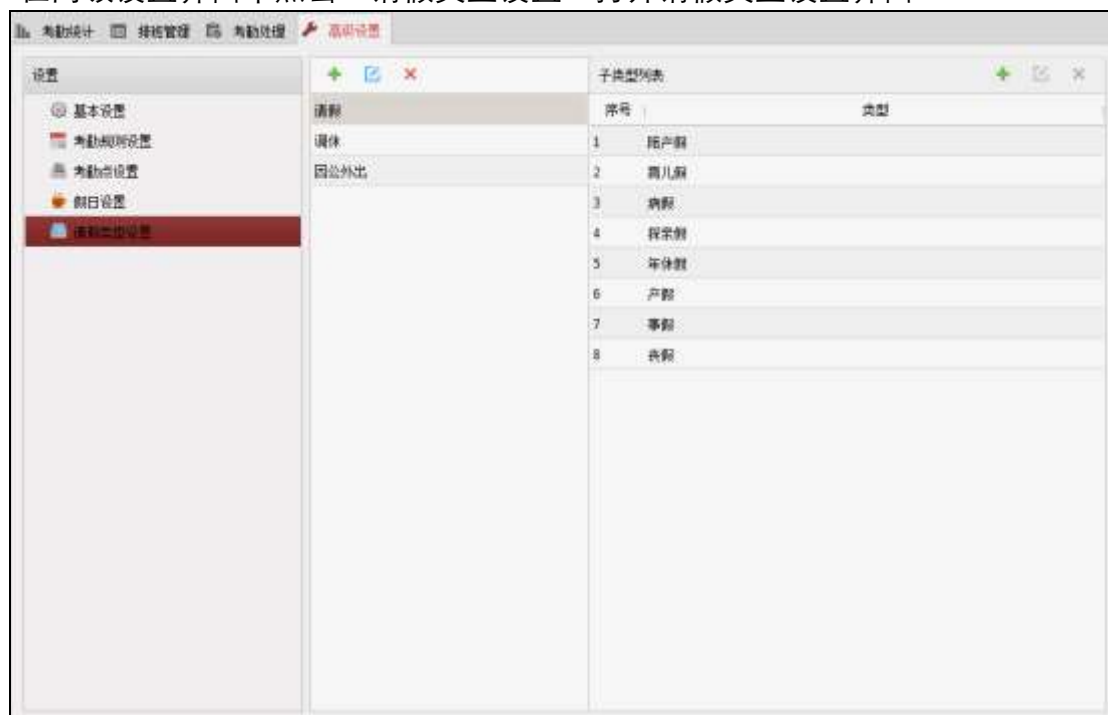 在高级设置界面中点击“请假类型设置”打开请假类型设置界面
考勤统计 排班管理 考勤处理 高级设置
设置
基本设置
考勤规则设置
考勤点设置
假日设置
请假类型设置
请假
调休
因公外出
子类型列表
序号 类型
1 陪产假
2 育儿假
3 病假
4 探亲假
5 年休假
6 产假
7 事假
8 丧假